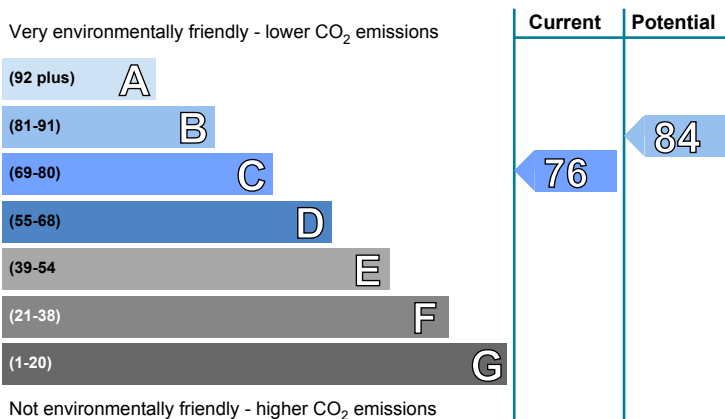 Very environmentally friendly - lower CO2 emissions
Current
Potential
(92 plus) A
(81-91) B
(69-80) C
(55-68) D
(39-54 E
(21-38) F
(1-20) G
76
84
Not environmentally friendly - higher CO2 emissions